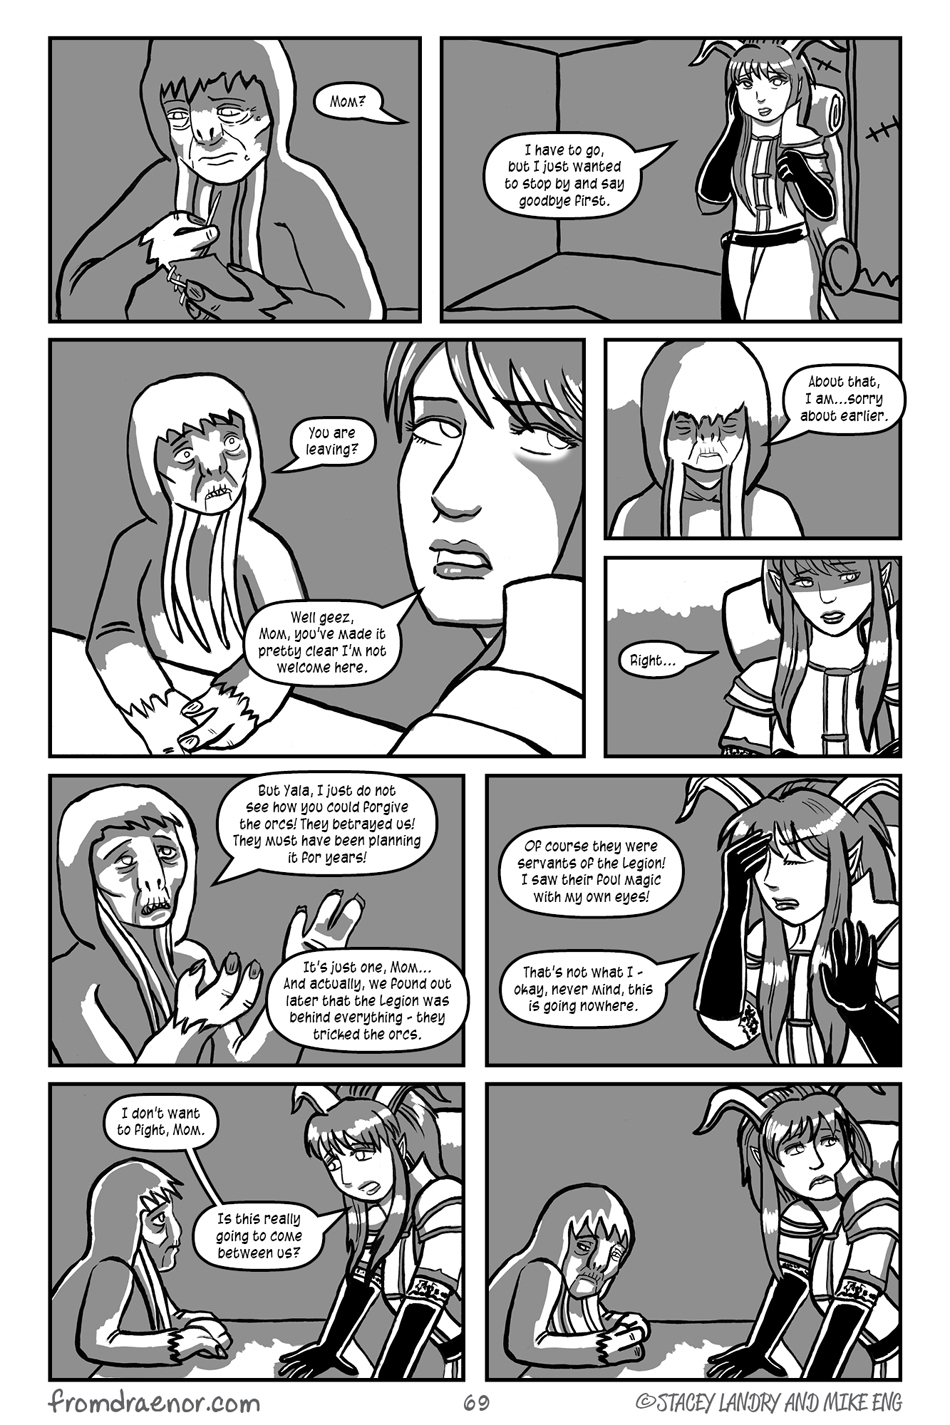 Mom?
I have to go,
but I just wanted
to stop by and say
goodbye first.
You are
leaving?
Well geez,
Mom, you've made it
pretty clear I'm not
welcome here.
About that,
I am...sorry
about earlier.
Right...
But Yala, I just do not
see how you could forgive
the orcs! They betrayed us!
They must have been planning
it for years!
It's just one, Mom...
And actually, we found out
later that the Legion was
behind everything - they
tricked the orcs.
Of course they were
servants of the Legion!
I saw their foul magic
with my own eyes!
That's not what I -
okay, never mind, this
is going nowhere.
I don't want
to fight, Mom.
Is this really
going to come
between us?
fromdraenor.com
69
©STACEY LANDRY AND MIKE ENG